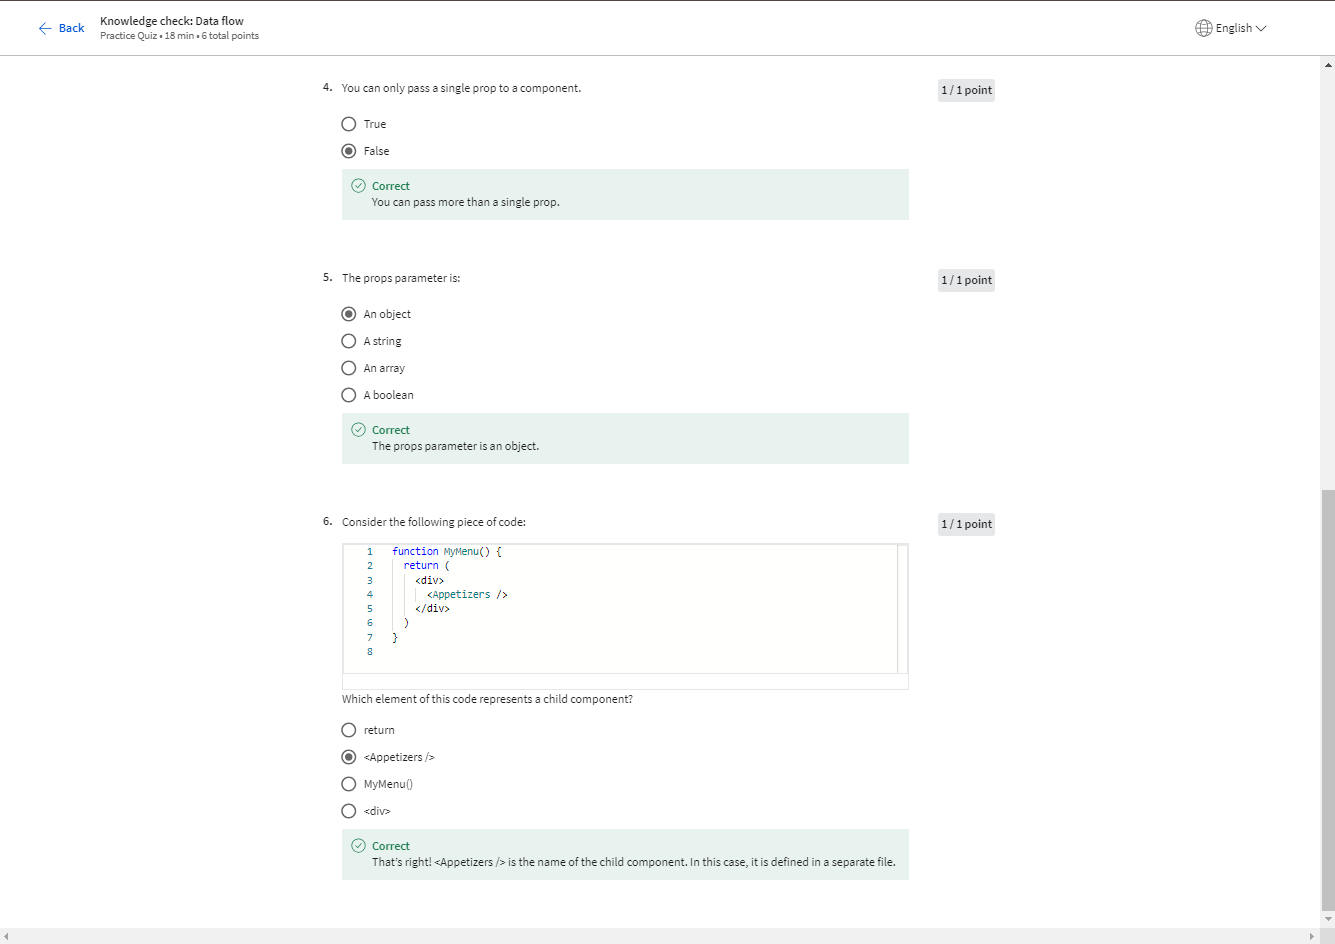 Back
Knowledge check: Data flow
Practice Quiz • 18 min • 6 total points
English
4. You can only pass a single prop to a component.
1 / 1 point
True
False
Correct
You can pass more than a single prop.
5. The props parameter is:
1 / 1 point
An object
A string
An array
A boolean
Correct
The props parameter is an object.
6. Consider the following piece of code:
1 / 1 point
1 function MyMenu() {
2 return (
3 <div>
4 <Appetizers />
5 </div>
6 )
7 }
8
Which element of this code represents a child component?
return
<Appetizers />
MyMenu()
<div>
Correct
That's right! <Appetizers /> is the name of the child component. In this case, it is defined in a separate file.